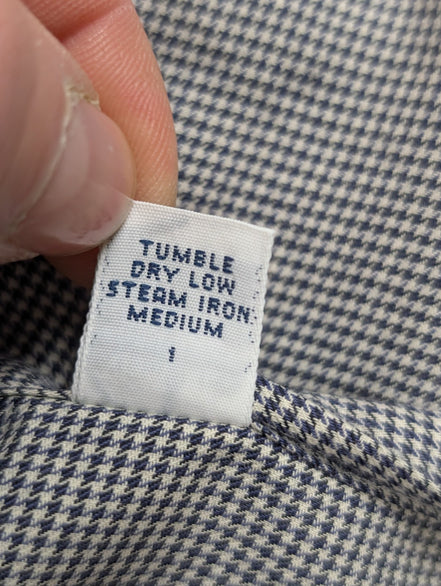 TUMBLE
DRY LOW
STEAM IRON
MEDIUM
1